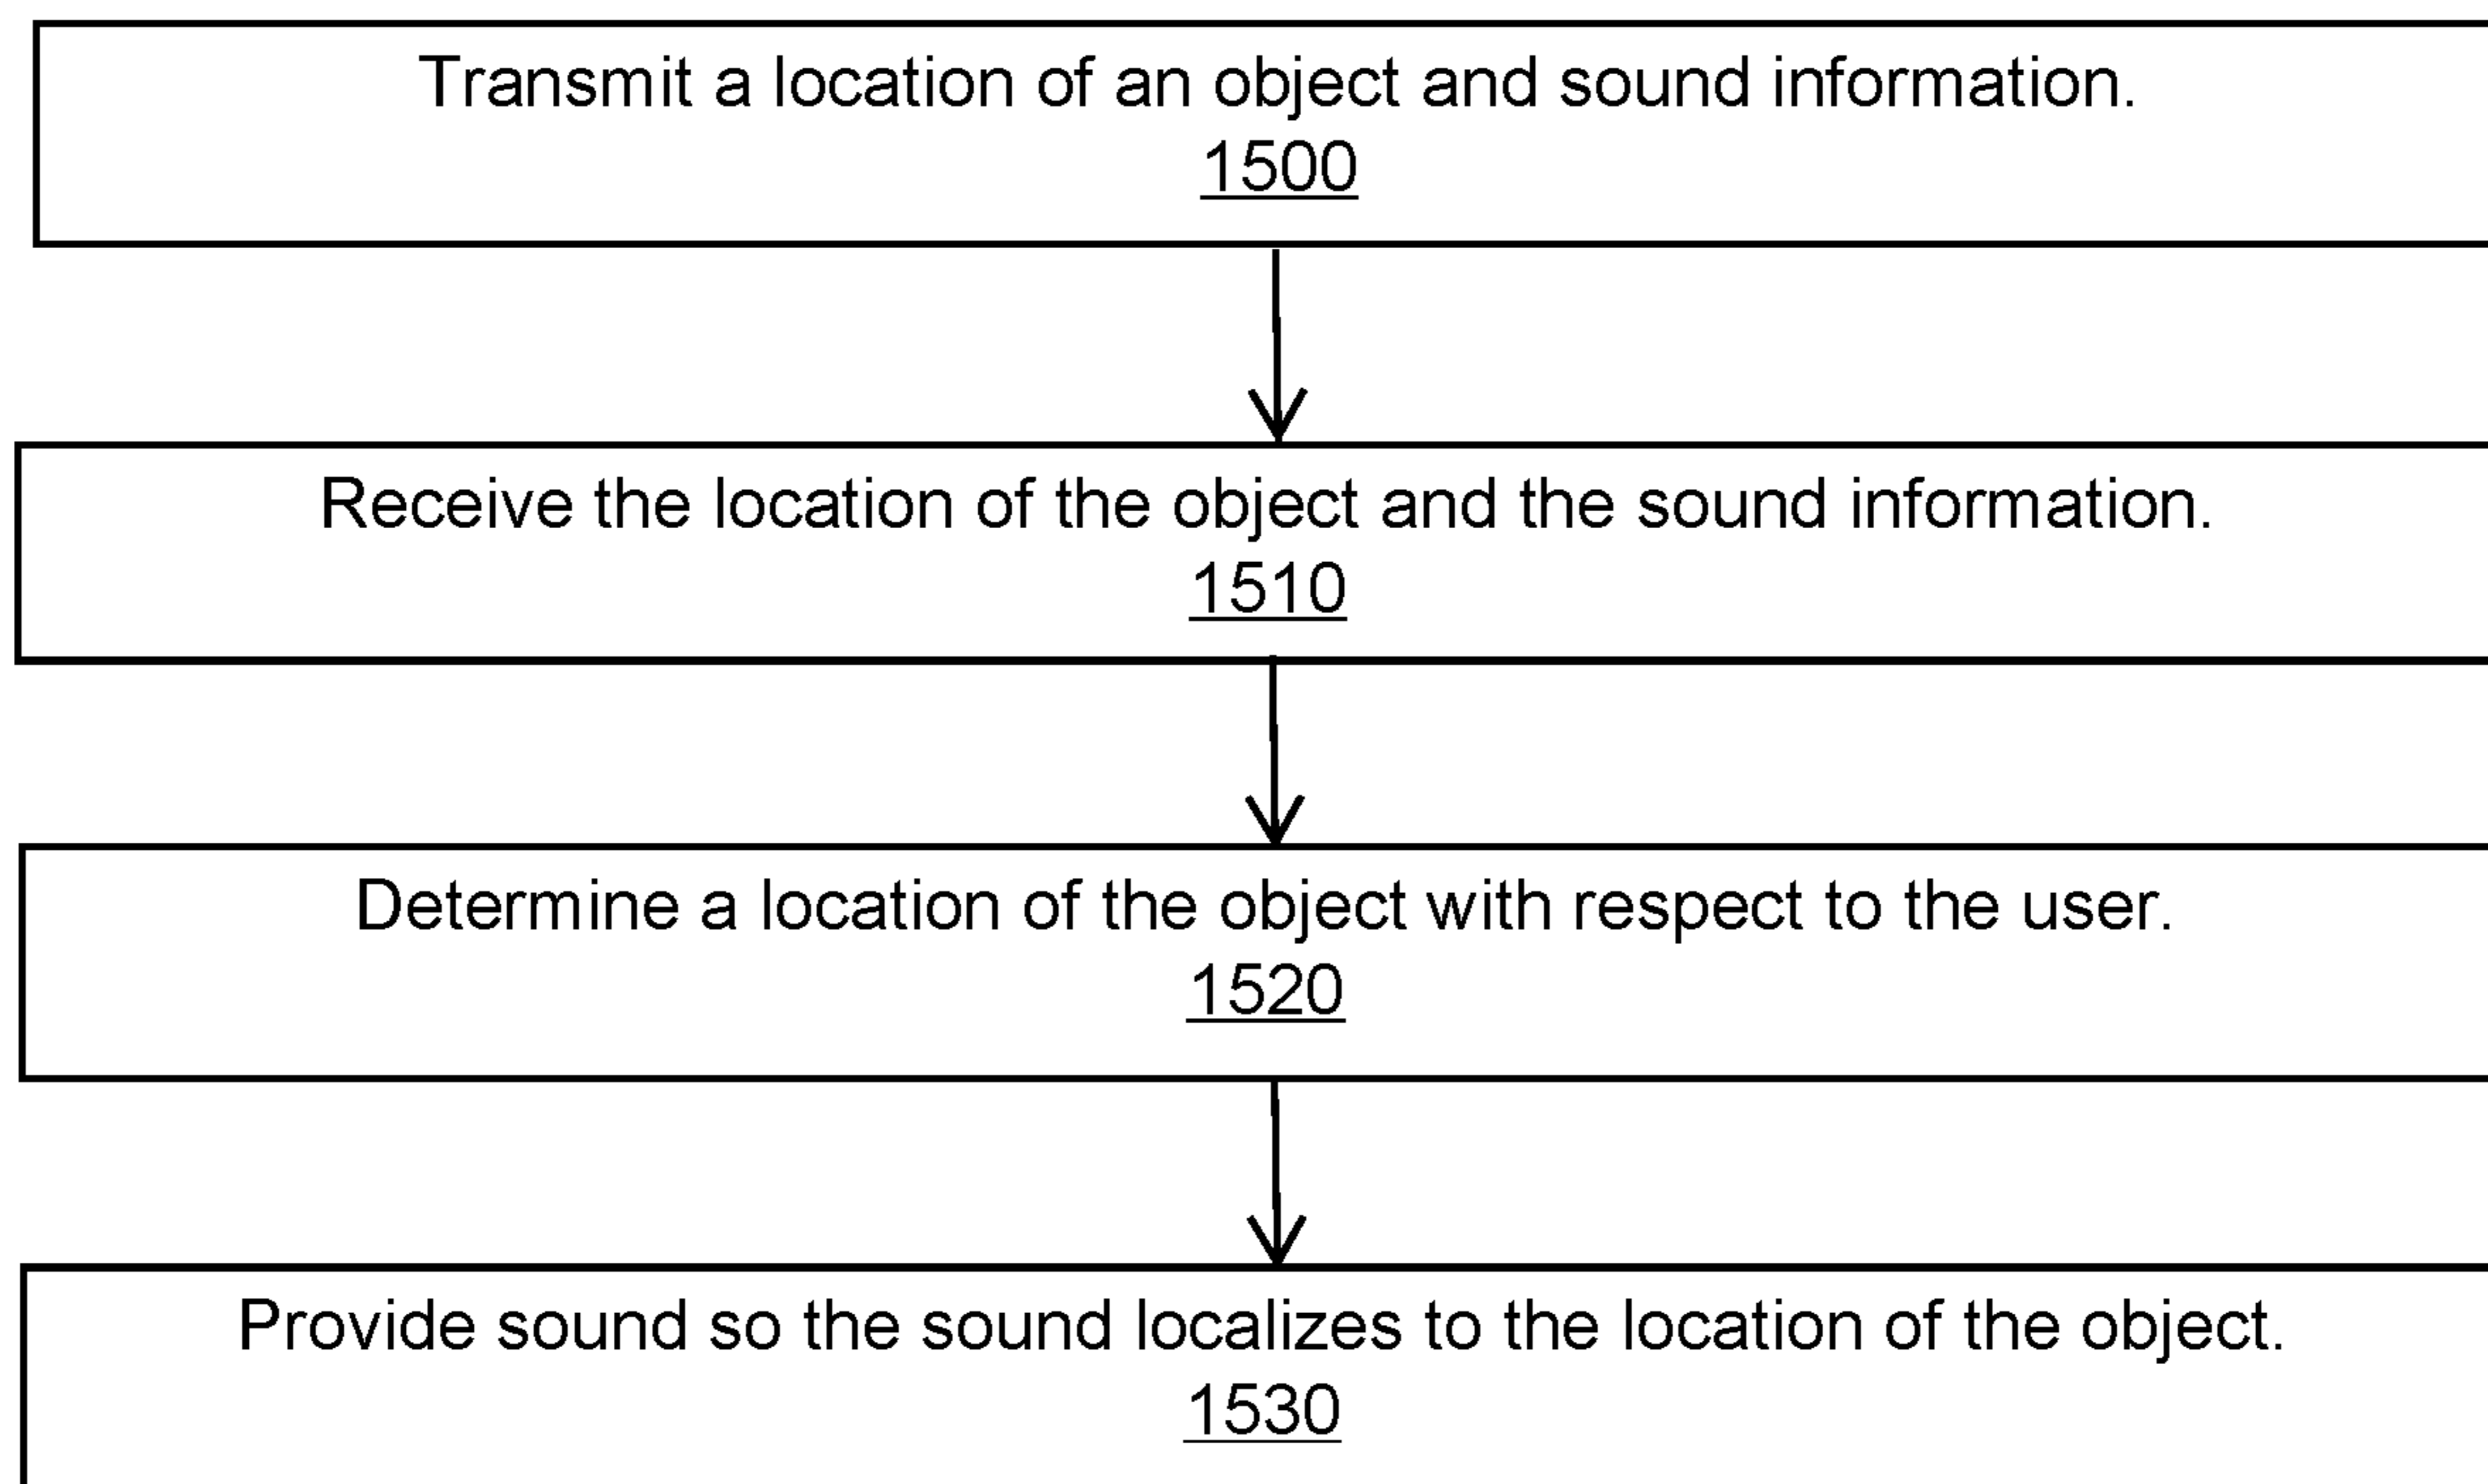 Transmit a location of an object and sound information.
1500
Receive the location of the object and the sound information.
1510
Determine a location of the object with respect to the user.
1520
Provide sound so the sound localizes to the location of the object.
1530